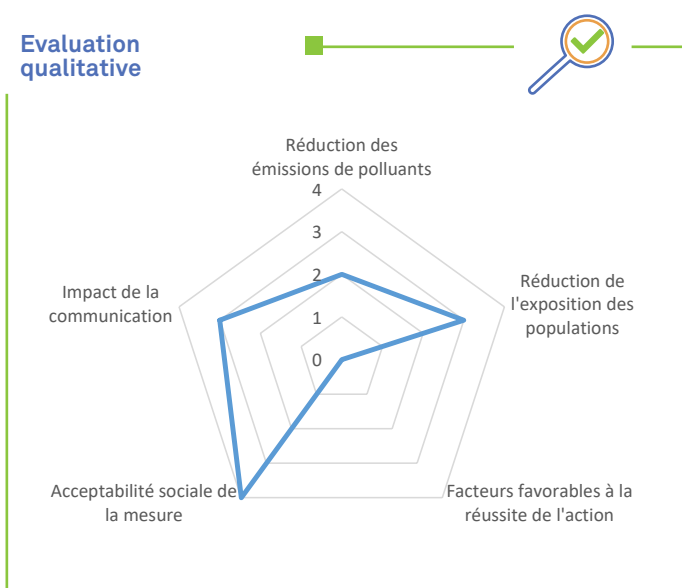 Evaluation
qualitative
Réduction des
émissions de polluants
4
3
2
1
0
Réduction de
l'exposition des
populations
Facteurs favorables à la
réussite de l'action
Acceptabilité sociale de
la mesure
Impact de la
communication